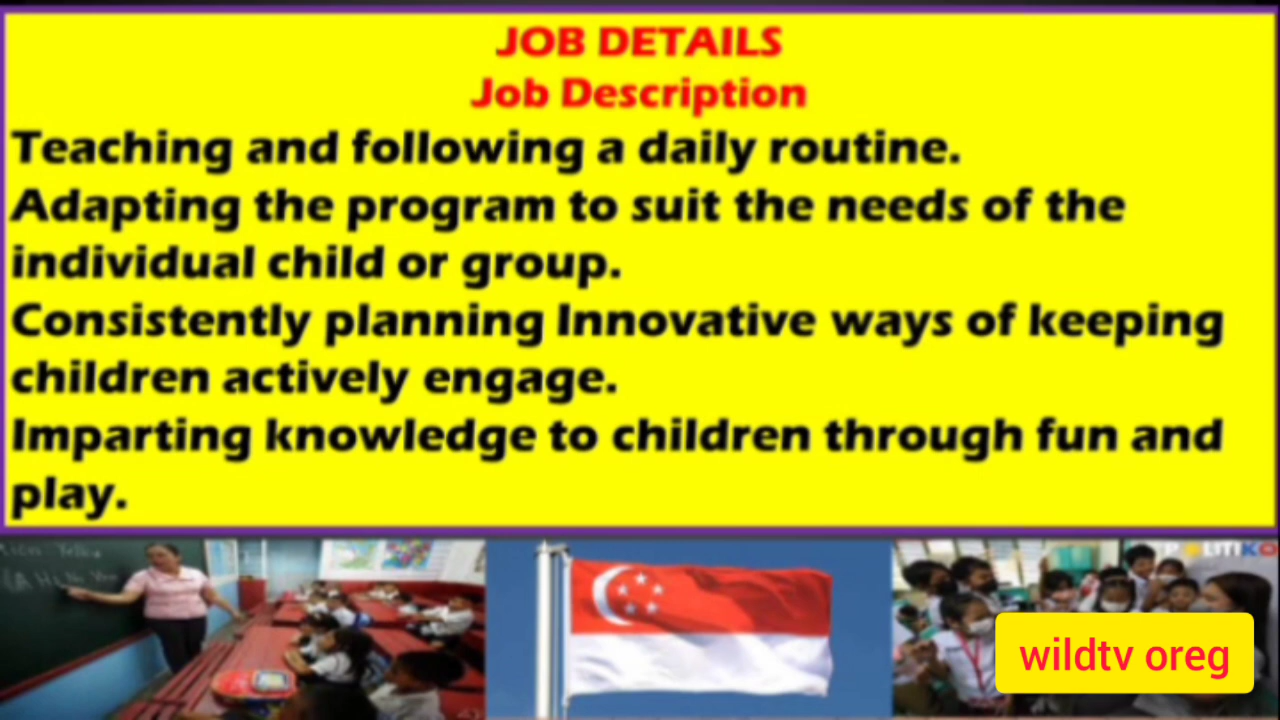 JOB DETAILS
Job Description
Teaching and following a daily routine.
Adapting the program to suit the needs of the
individual child or group.
Consistently planning Innovative ways of keeping
children actively engage.
Imparting knowledge to children through fun and
play.
wildtv oreg